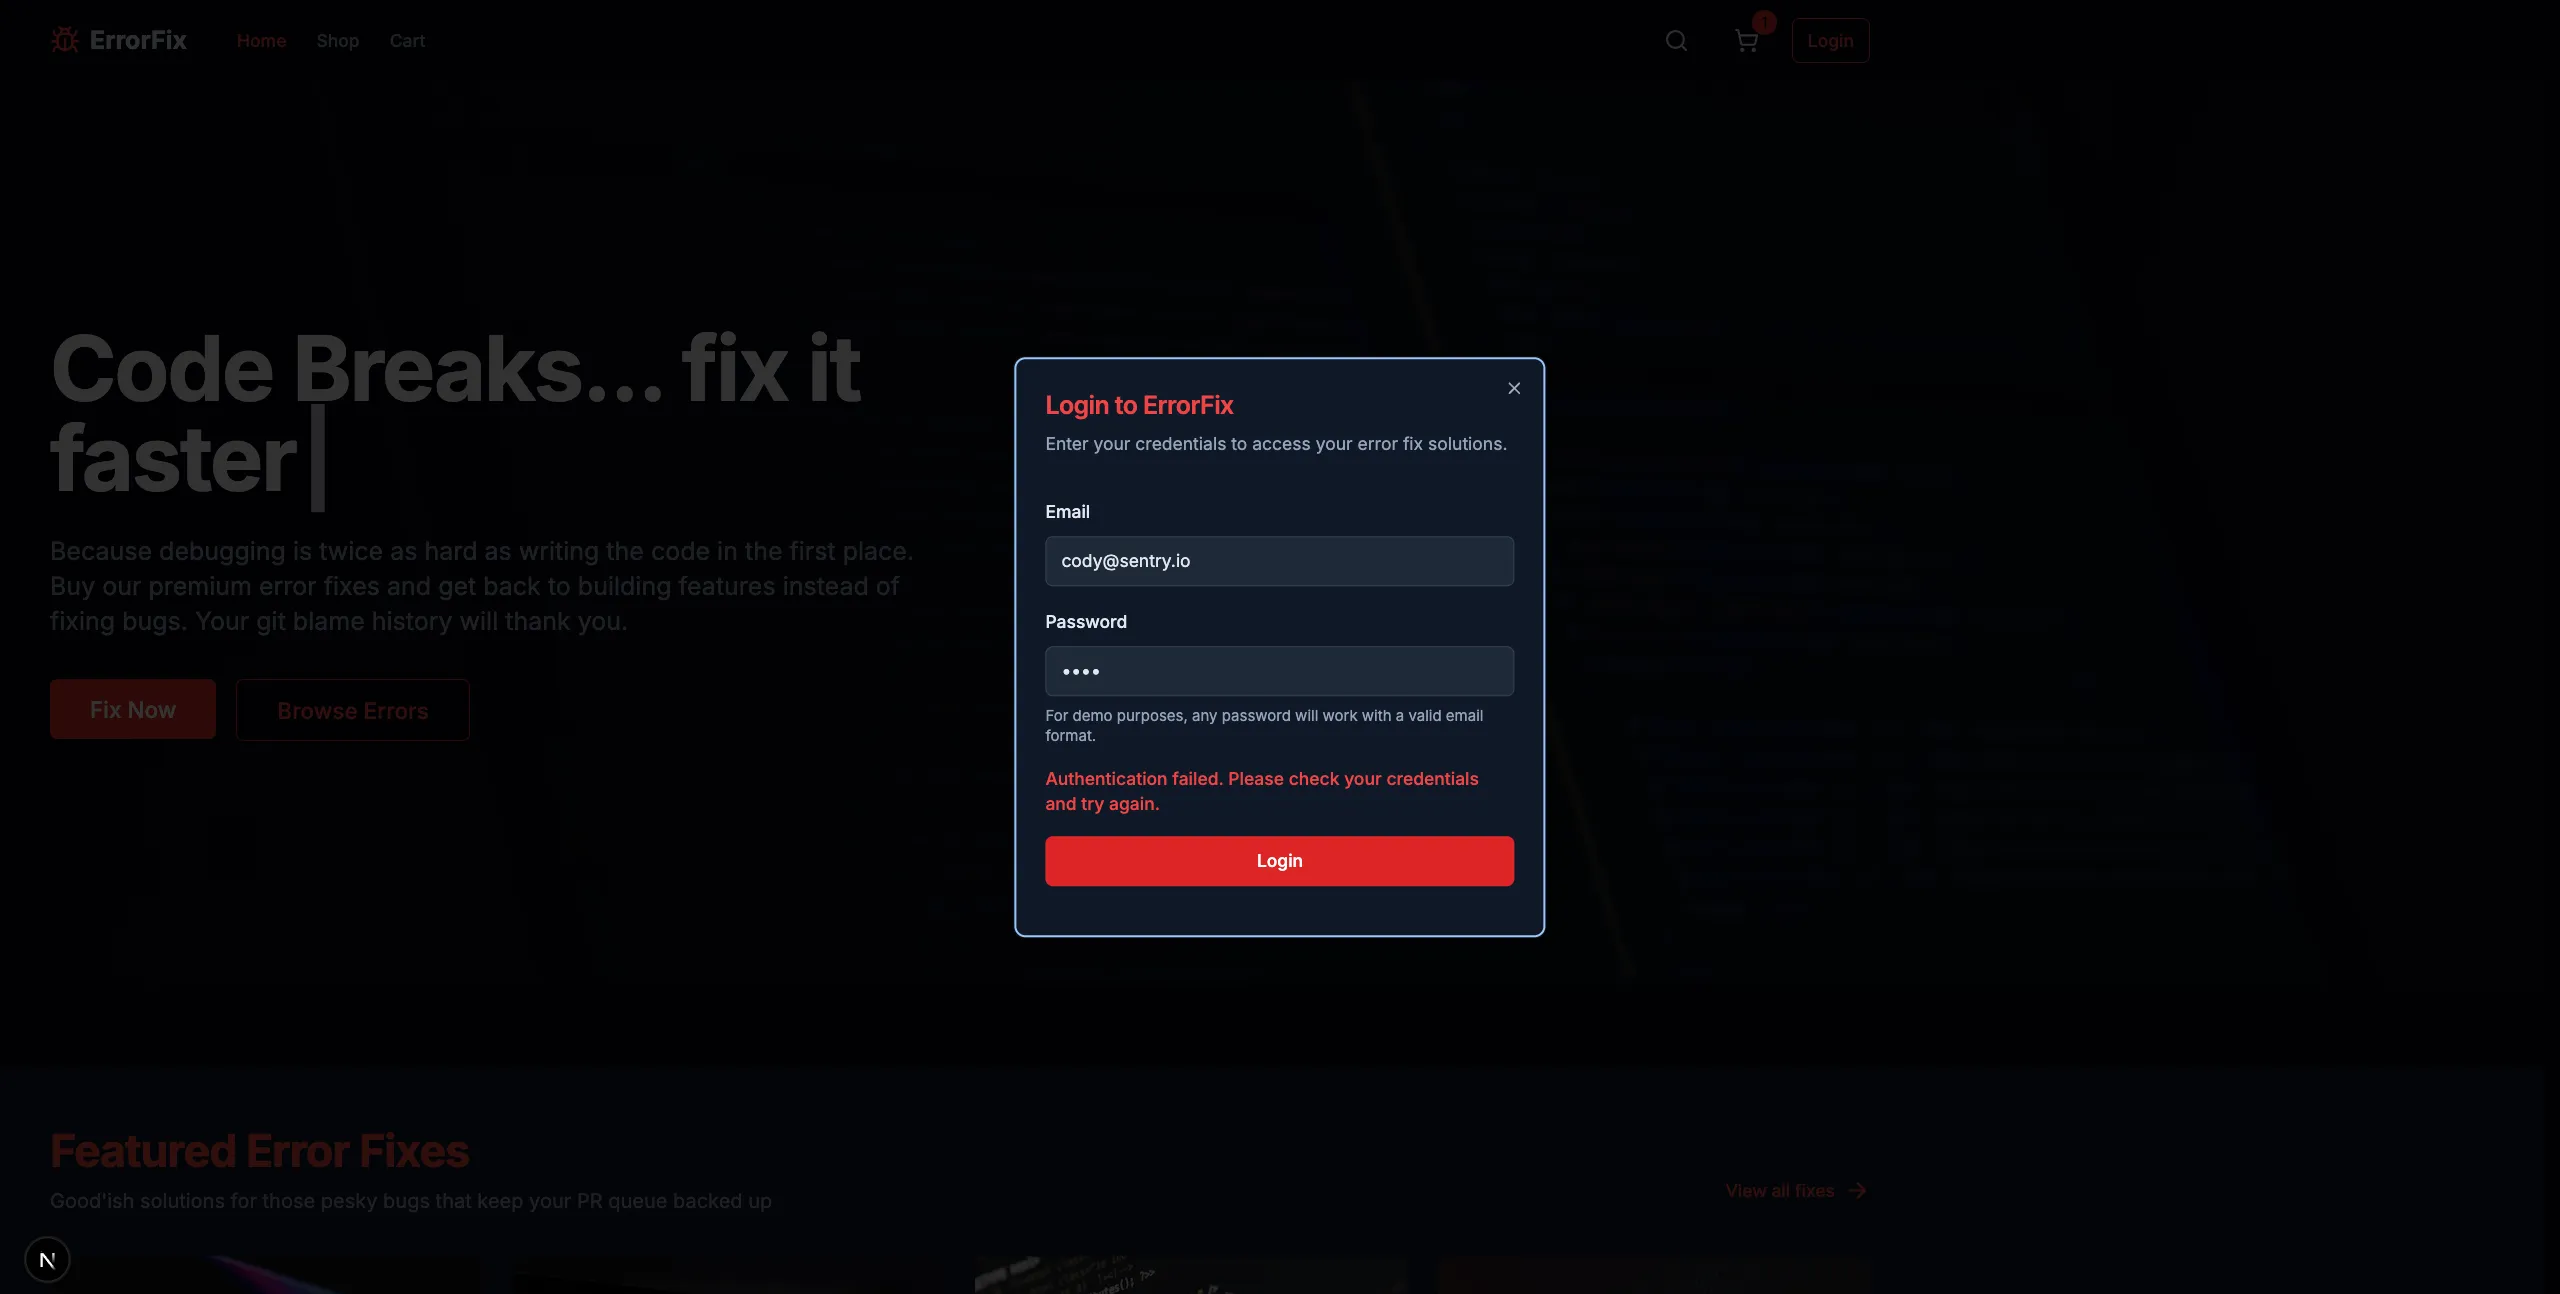 ErrorFix
Home
Shop
Cart
1
Login
Code Breaks... fix it
faster
Because debugging is twice as hard as writing the code in the first place.
Buy our premium error fixes and get back to building features instead of
fixing bugs. Your git blame history will thank you.
Fix Now
Browse Errors
Login to ErrorFix
Enter your credentials to access your error fix solutions.
Email
cody@sentry.io
Password
••••
For demo purposes, any password will work with a valid email
format.
Authentication failed. Please check your credentials
and try again.
Login
Featured Error Fixes
Good'ish solutions for those pesky bugs that keep your PR queue backed up
View all fixes
N